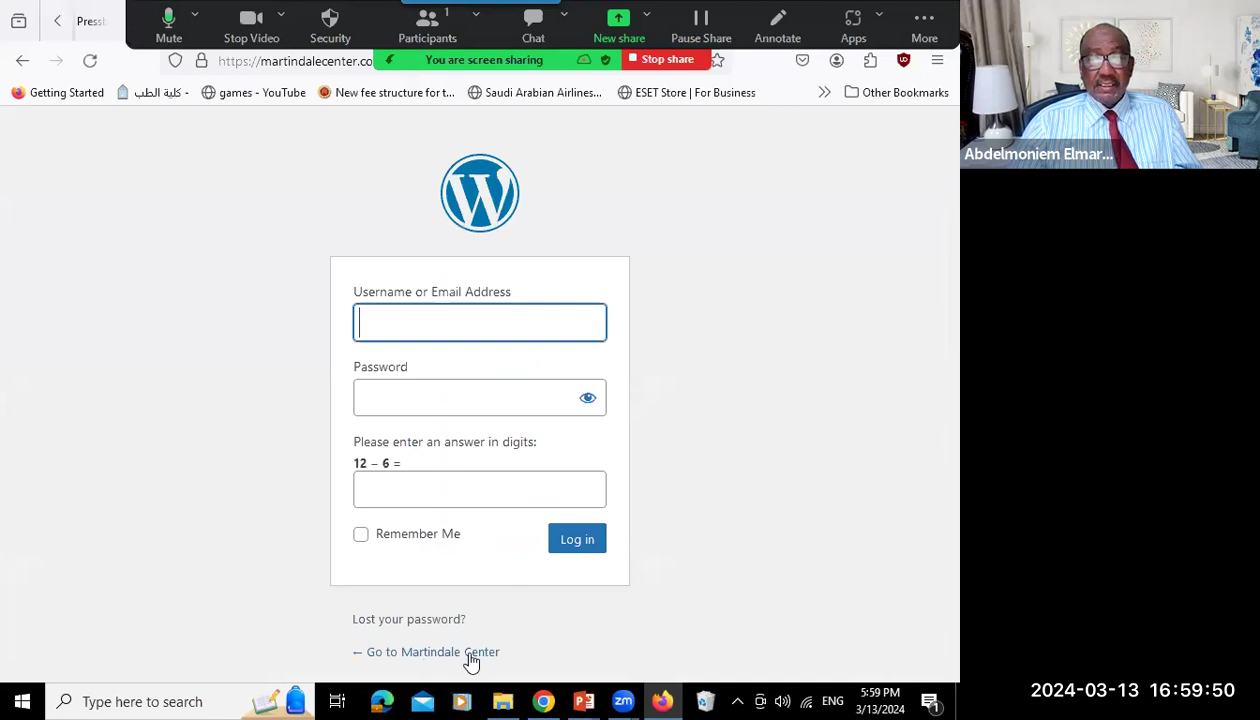 Press
Mute
Stop Video
Security
1
Participants
Chat
New share
Pause Share
Annotate
Apps
More
https://martindalecenter.co
You are screen sharing
Stop share
Getting Started
كلية الطب -
games - YouTube
New fee structure for t...
Saudi Arabian Airlines...
ESET Store | For Business
Other Bookmarks
Abdelmoniem Elmar...
W
Username or Email Address
Password
Please enter an answer in digits:
12 – 6 =
Remember Me
Log in
Lost your password?
← Go to Martindale Center
Type here to search
zm
ENG
5:59 PM
3/13/2024
1
2024-03-13 16:59:50